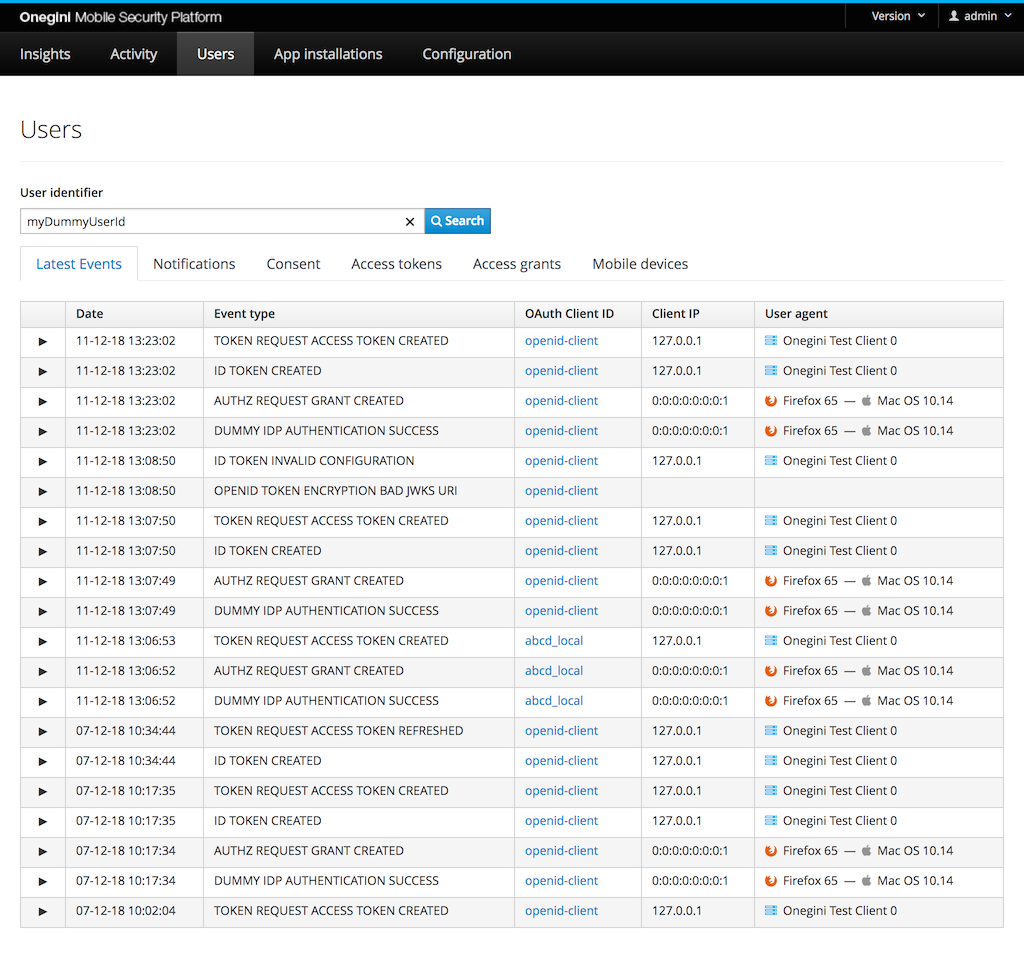 Onegini Mobile Security Platform Version admin
Insights Activity Users App installations Configuration
Users
User identifier
myDummyUserId Search
Latest Events Notifications Consent Access tokens Access grants Mobile devices
Date Event type OAuth Client ID Client IP User agent
11-12-18 13:23:02 TOKEN REQUEST ACCESS TOKEN CREATED openid-client 127.0.0.1 Onegini Test Client 0
11-12-18 13:23:02 ID TOKEN CREATED openid-client 127.0.0.1 Onegini Test Client 0
11-12-18 13:23:02 AUTHZ REQUEST GRANT CREATED openid-client 0:0:0:0:0:0:0:1 Firefox 65 — Mac OS 10.14
11-12-18 13:23:02 DUMMY IDP AUTHENTICATION SUCCESS openid-client 0:0:0:0:0:0:0:1 Firefox 65 — Mac OS 10.14
11-12-18 13:08:50 ID TOKEN INVALID CONFIGURATION openid-client 127.0.0.1 Onegini Test Client 0
11-12-18 13:08:50 OPENID TOKEN ENCRYPTION BAD JWKS URI openid-client
11-12-18 13:07:50 TOKEN REQUEST ACCESS TOKEN CREATED openid-client 127.0.0.1 Onegini Test Client 0
11-12-18 13:07:50 ID TOKEN CREATED openid-client 127.0.0.1 Onegini Test Client 0
11-12-18 13:07:49 AUTHZ REQUEST GRANT CREATED openid-client 0:0:0:0:0:0:0:1 Firefox 65 — Mac OS 10.14
11-12-18 13:07:49 DUMMY IDP AUTHENTICATION SUCCESS openid-client 0:0:0:0:0:0:0:1 Firefox 65 — Mac OS 10.14
11-12-18 13:06:53 TOKEN REQUEST ACCESS TOKEN CREATED abcd_local 127.0.0.1 Onegini Test Client 0
11-12-18 13:06:52 AUTHZ REQUEST GRANT CREATED abcd_local 0:0:0:0:0:0:0:1 Firefox 65 — Mac OS 10.14
11-12-18 13:06:52 DUMMY IDP AUTHENTICATION SUCCESS abcd_local 0:0:0:0:0:0:0:1 Firefox 65 — Mac OS 10.14
07-12-18 10:34:44 TOKEN REQUEST ACCESS TOKEN REFRESHED openid-client 127.0.0.1 Onegini Test Client 0
07-12-18 10:34:44 ID TOKEN CREATED openid-client 127.0.0.1 Onegini Test Client 0
07-12-18 10:17:35 TOKEN REQUEST ACCESS TOKEN CREATED openid-client 127.0.0.1 Onegini Test Client 0
07-12-18 10:17:35 ID TOKEN CREATED openid-client 127.0.0.1 Onegini Test Client 0
07-12-18 10:17:34 AUTHZ REQUEST GRANT CREATED openid-client 0:0:0:0:0:0:0:1 Firefox 65 — Mac OS 10.14
07-12-18 10:17:34 DUMMY IDP AUTHENTICATION SUCCESS openid-client 0:0:0:0:0:0:0:1 Firefox 65 — Mac OS 10.14
07-12-18 10:02:04 TOKEN REQUEST ACCESS TOKEN CREATED openid-client 127.0.0.1 Onegini Test Client 0